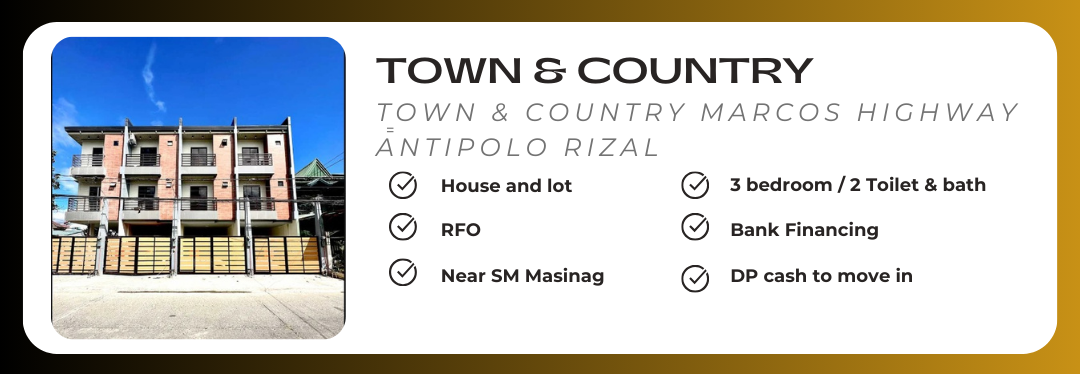 TOWN & COUNTRY
TOWN & COUNTRY MARCOS HIGHWAY
=
ANTIPOLO RIZAL
House and lot
3 bedroom / 2 Toilet & bath
RFO
Bank Financing
Near SM Masinag
DP cash to move in